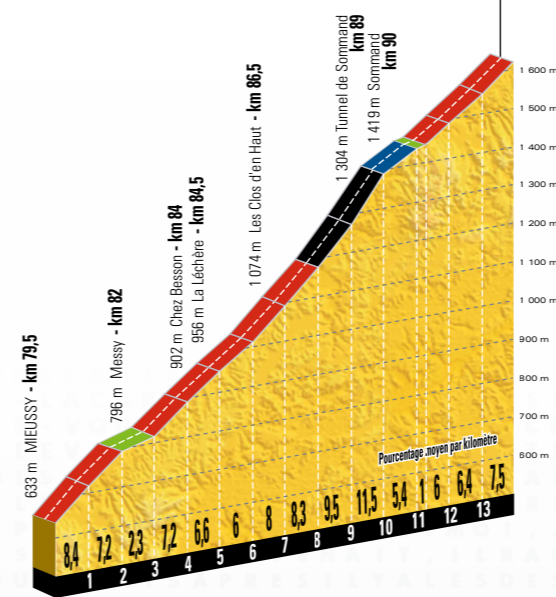 633 m MIEUSSY - km 79,5
796 m Messy - km 82
902 m Chez Besson - km 84
956 m La Léchère - km 84,5
1 074 m Les Clos d'en Haut - km 86,5
1 304 m Tunnel de Sommand
km 89
1 419 m Sommand
km 90
1 600 m
1 500 m
1 400 m
1 300 m
1 200 m
1 100 m
1 000 m
900 m
800 m
700 m
600 m
Pourcentage moyen par kilomètre
8,4 7,2 2,3 7,2 6,6 6 8 8,3 9,5 11,5 5,4 1 6 6,4 7,5
1 2 3 4 5 6 7 8 9 10 11 12 13